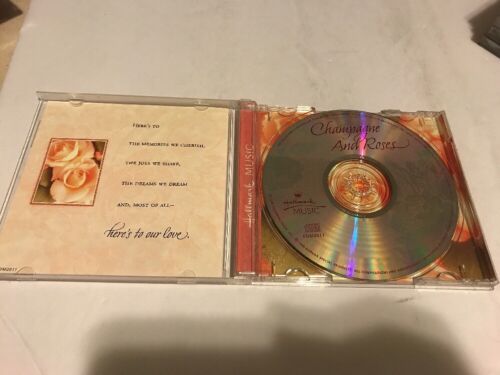 HERE'S TO
THE MEMORIES WE CHERISH,
THE JOYS WE SHARE,
THE DREAMS WE DREAM
AND, MOST OF ALL—
here's to our love.
Hallmark MUSIC
Champagne
And Roses
Hallmark
MUSIC